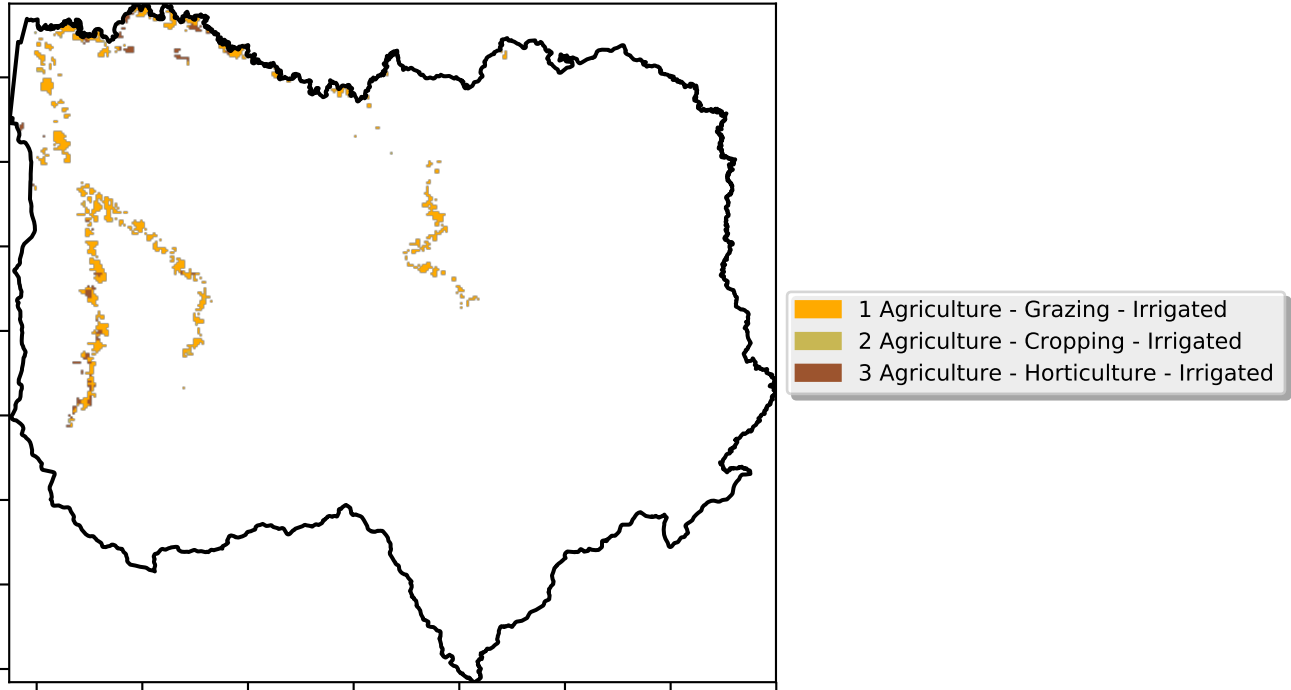 1 Agriculture - Grazing - Irrigated
2 Agriculture - Cropping - Irrigated
3 Agriculture - Horticulture - Irrigated